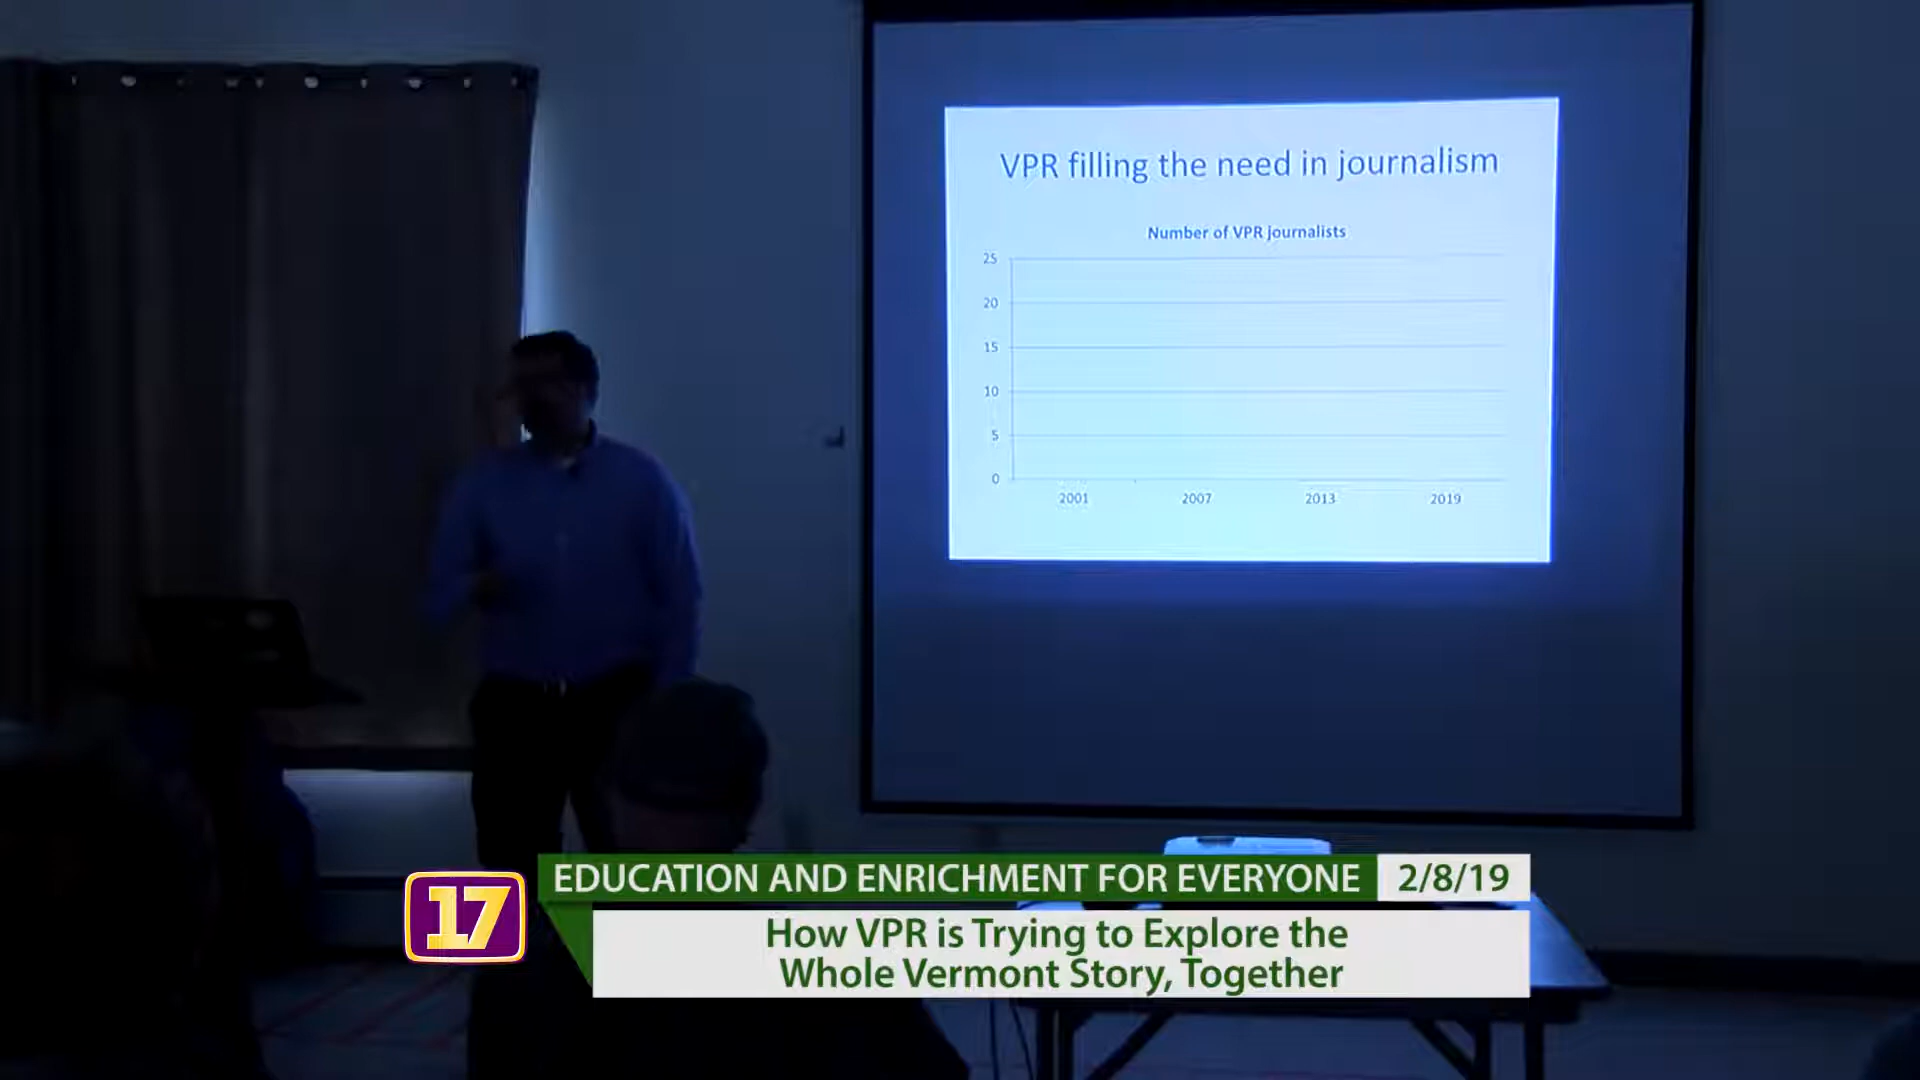 VPR filling the need in journalism
Number of VPR journalists
25
20
15
10
5
0
2001 2007 2013 2019
EDUCATION AND ENRICHMENT FOR EVERYONE 2/8/19
17
How VPR is Trying to Explore the
Whole Vermont Story, Together